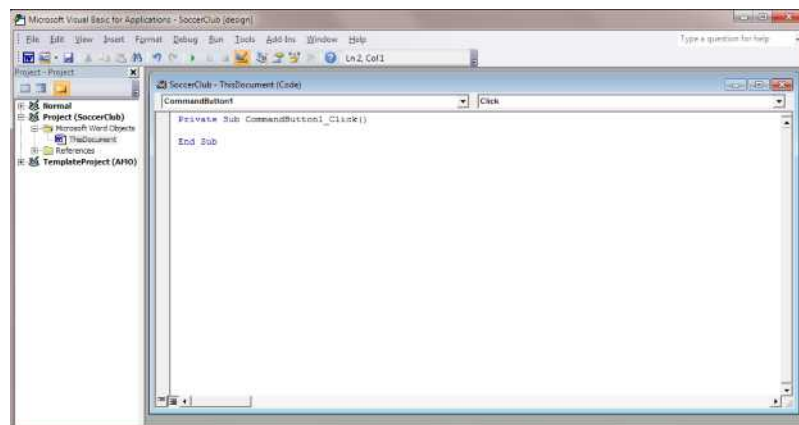 Microsoft Visual Basic for Applications - SoccerClub [design]
File Edit View Insert Format Debug Run Tools Add-Ins Window Help
Type a question for help
Ln 2, Col 1
Project - Project
Normal
Project (SoccerClub)
Microsoft Word Objects
ThisDocument
References
TemplateProject (AMO)
SoccerClub - ThisDocument (Code)
CommandButton1
Click
Private Sub CommandButton1_Click()
End Sub